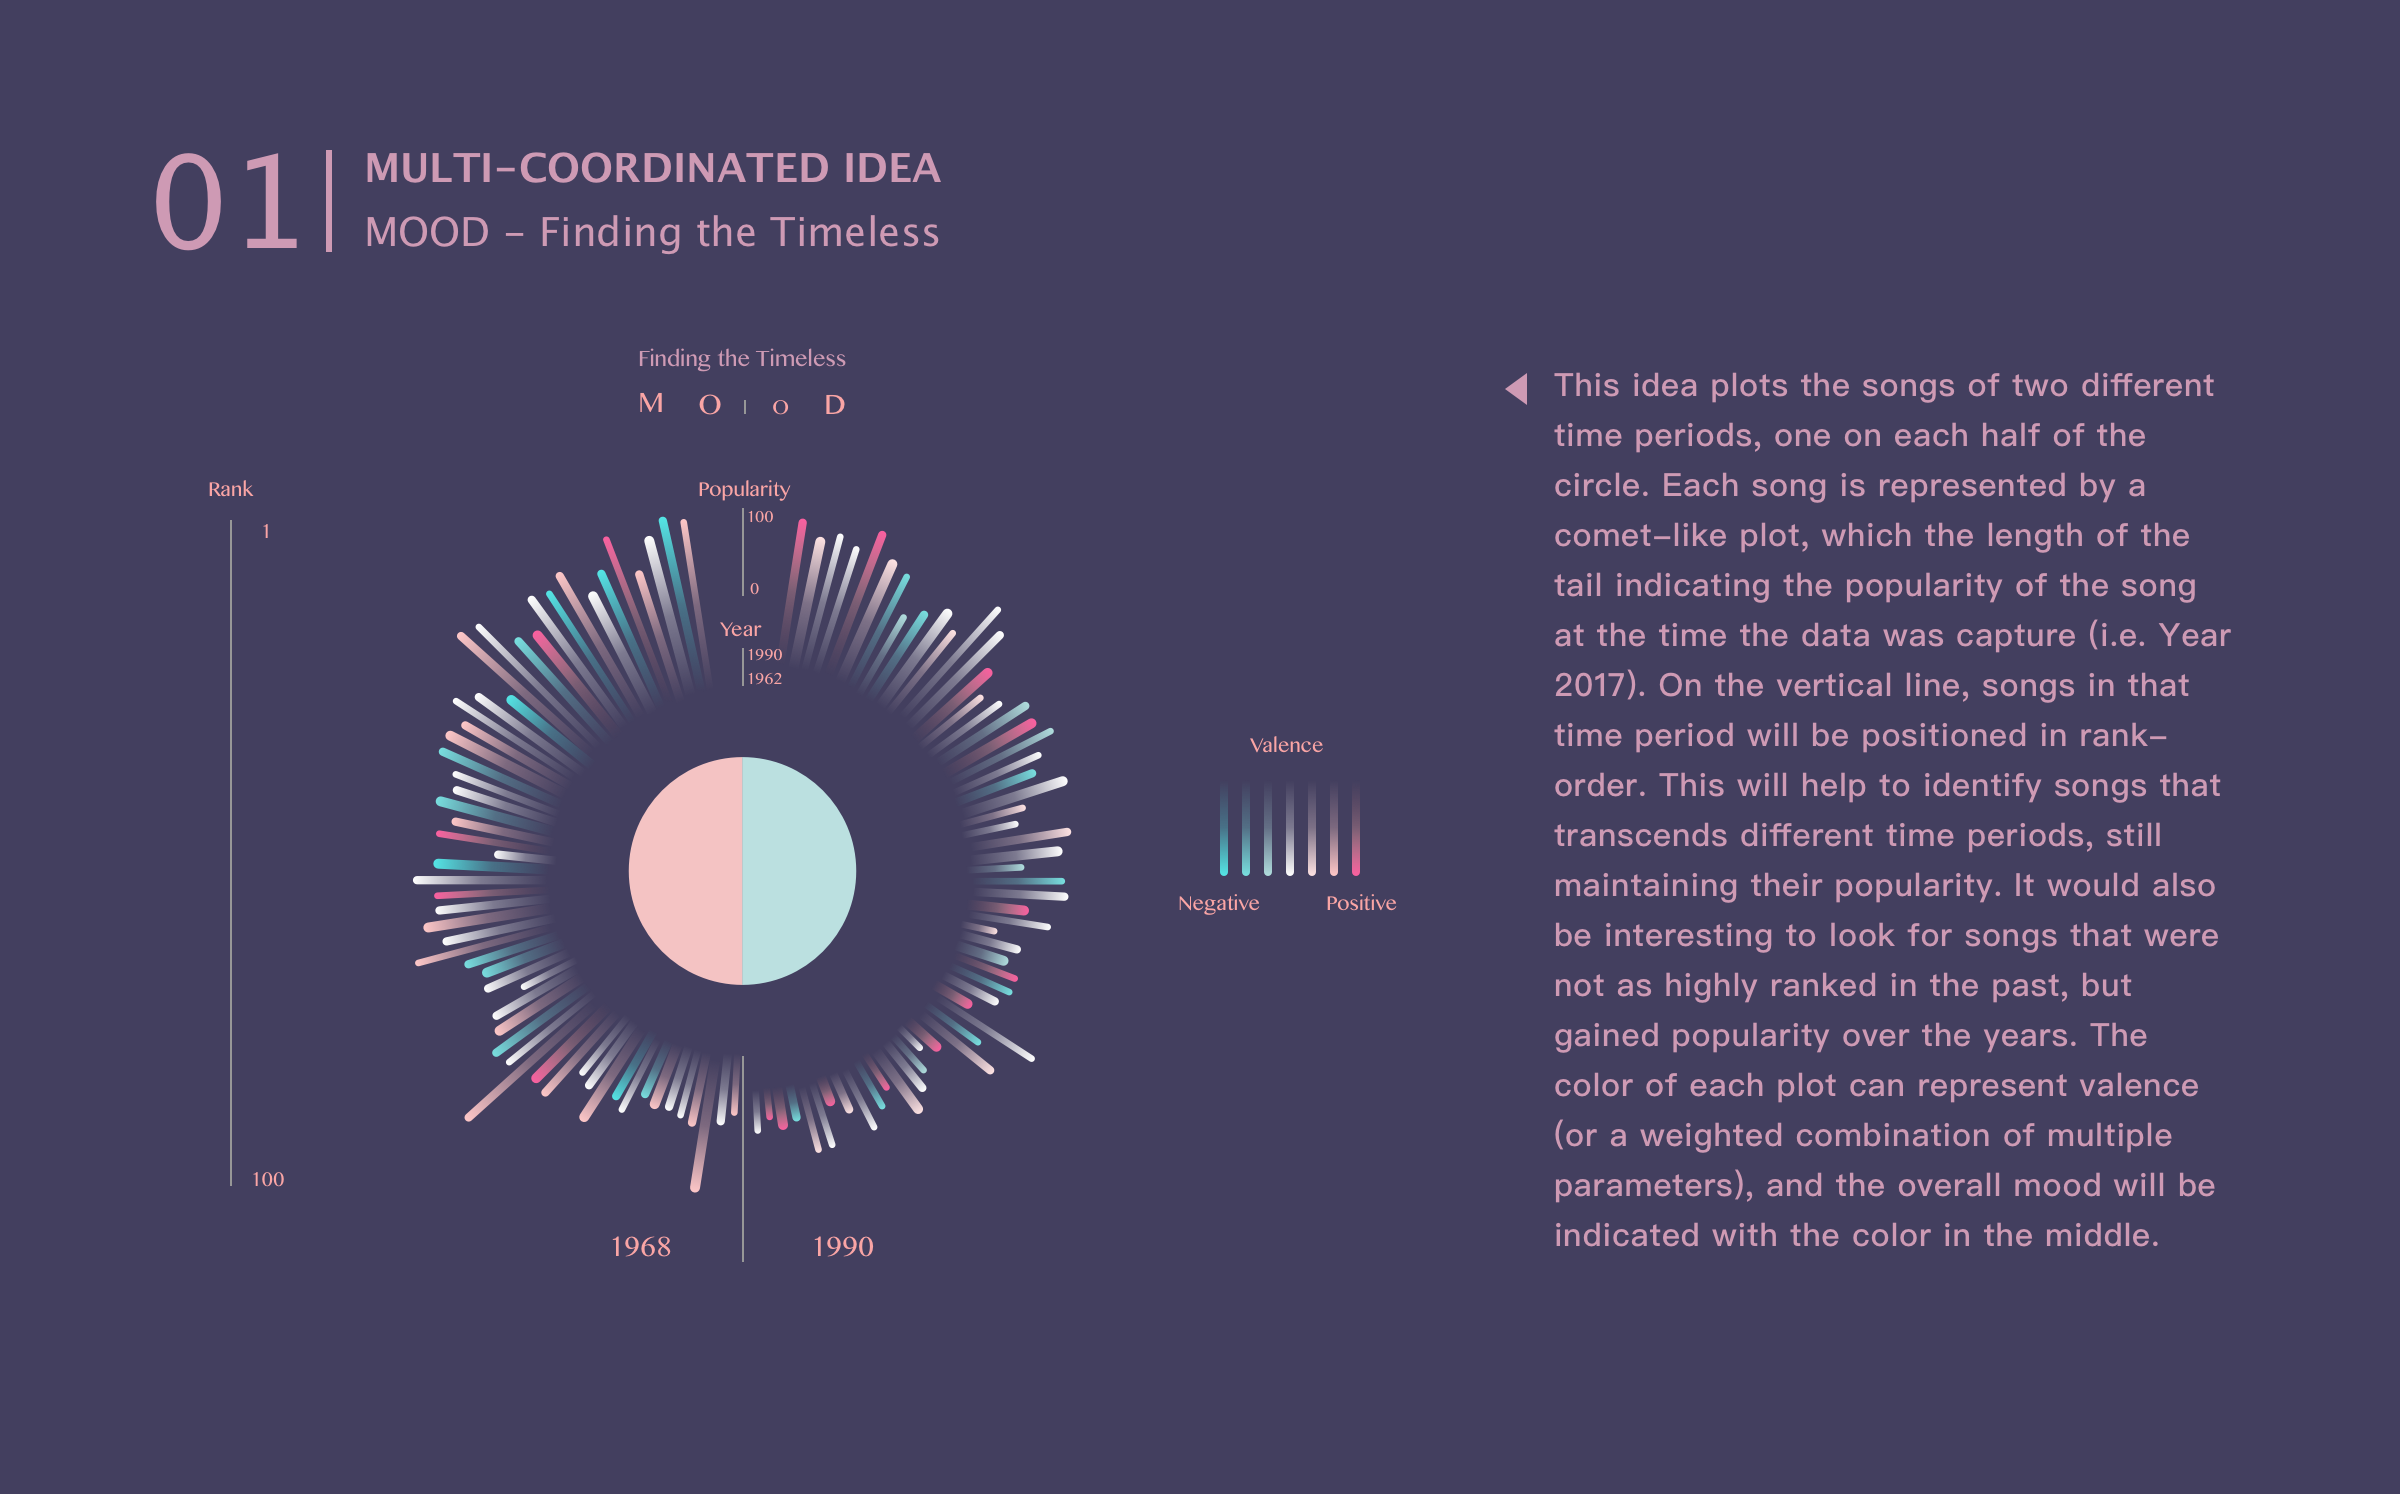 01
MULTI–COORDINATED IDEA
MOOD – Finding the Timeless
Finding the Timeless
M O | O D
Rank
1
100
Popularity
100
0
Year
1990
1962
1968
1990
Valence
Negative
Positive
This idea plots the songs of two different
time periods, one on each half of the
circle. Each song is represented by a
comet–like plot, which the length of the
tail indicating the popularity of the song
at the time the data was capture (i.e. Year
2017). On the vertical line, songs in that
time period will be positioned in rank–
order. This will help to identify songs that
transcends different time periods, still
maintaining their popularity. It would also
be interesting to look for songs that were
not as highly ranked in the past, but
gained popularity over the years. The
color of each plot can represent valence
(or a weighted combination of multiple
parameters), and the overall mood will be
indicated with the color in the middle.